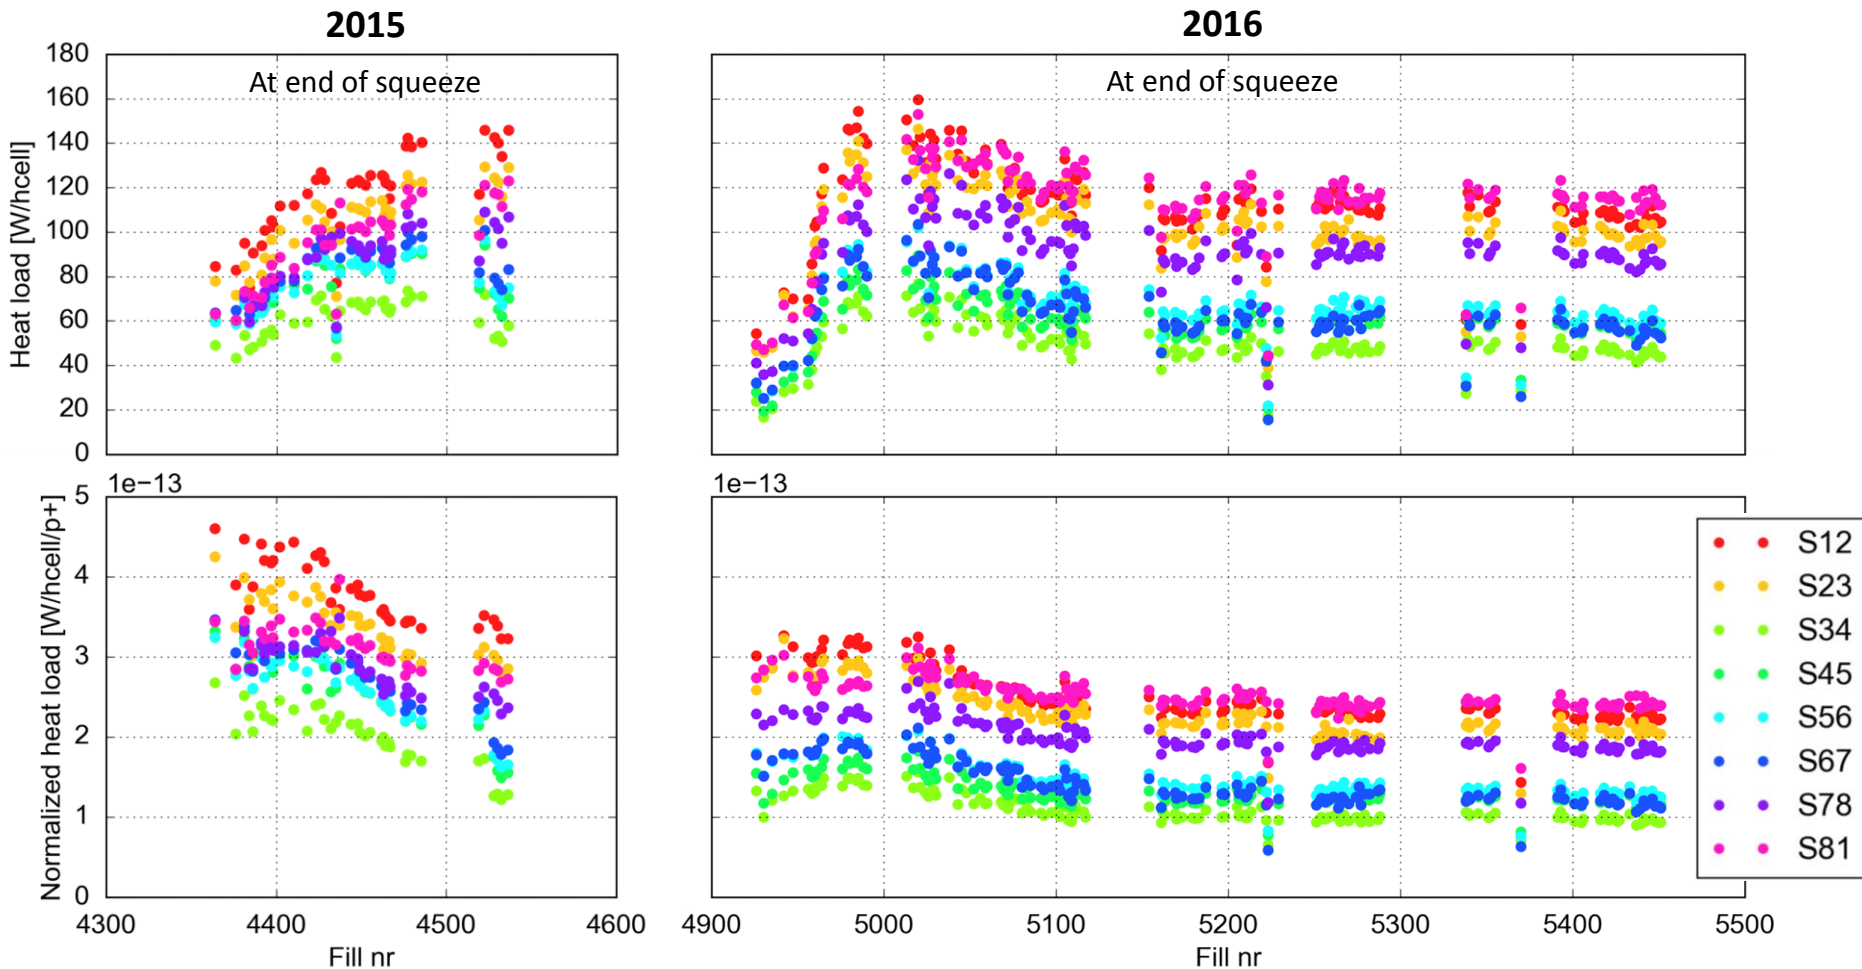 2015
2016
At end of squeeze
At end of squeeze
Heat load [W/hcell]
180
160
140
120
100
80
60
40
20
0
1e−13
1e−13
Normalized heat load [W/hcell/p+]
5
4
3
2
1
0
4300 4400 4500 4600
4900 5000 5100 5200 5300 5400 5500
Fill nr
Fill nr
S12
S23
S34
S45
S56
S67
S78
S81